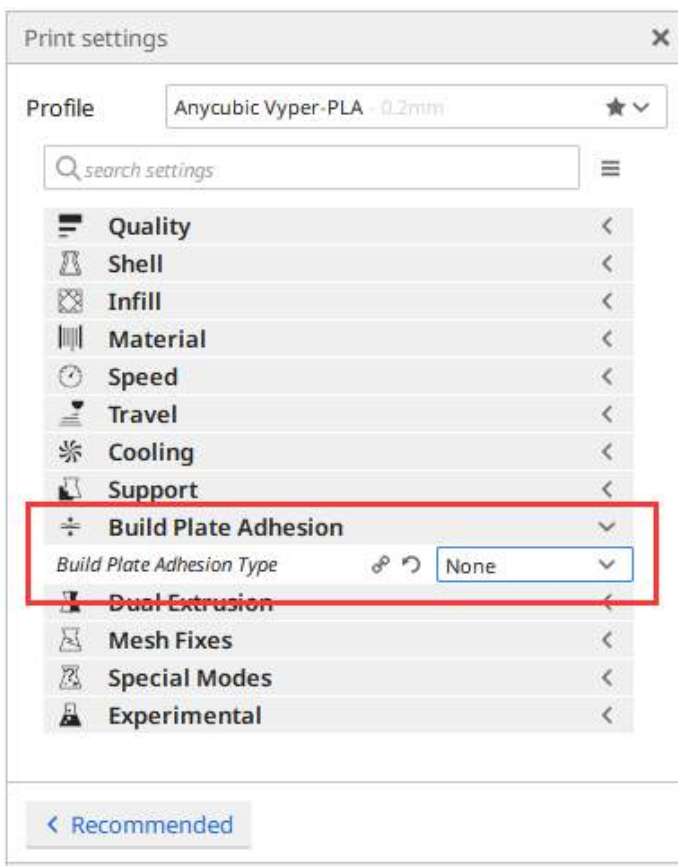 Print settings
Profile Anycubic Vyper-PLA - 0.2mm
search settings
Quality
Shell
Infill
Material
Speed
Travel
Cooling
Support
Build Plate Adhesion
Build Plate Adhesion Type None
Dual Extrusion
Mesh Fixes
Special Modes
Experimental
Recommended